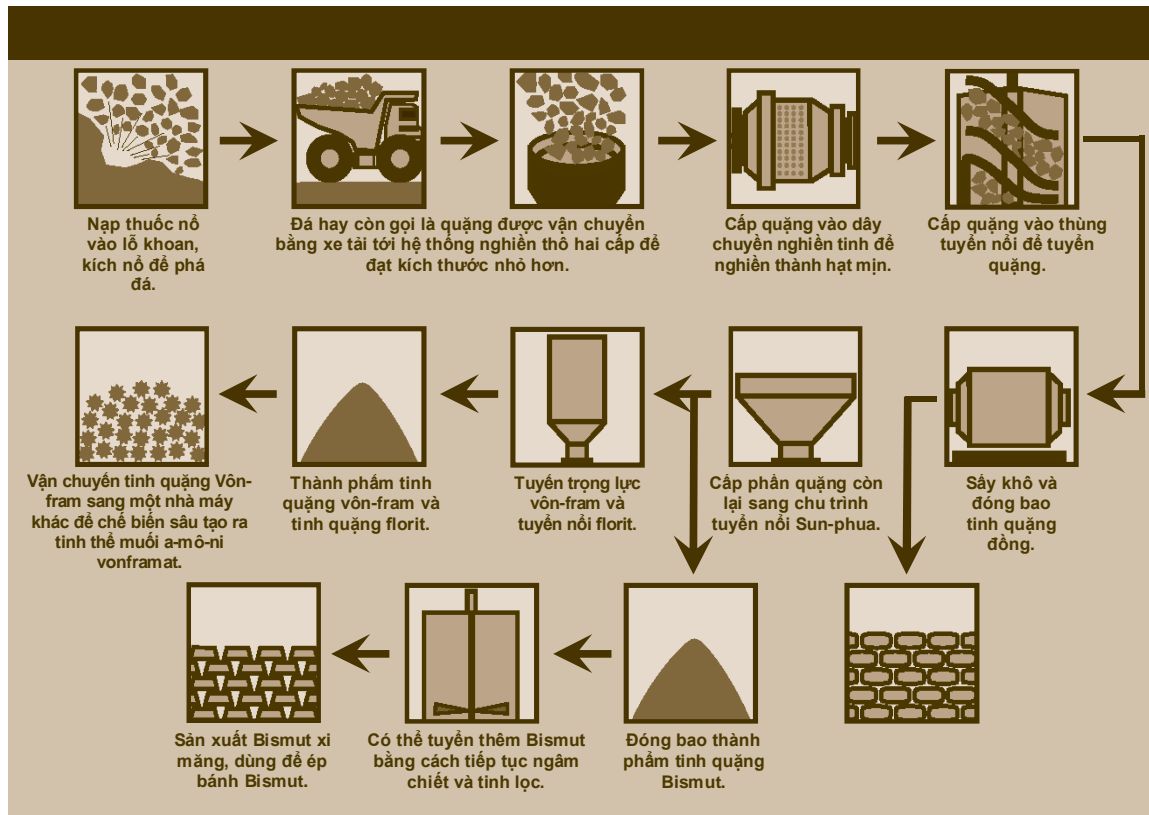 Nạp thuốc nổ
vào lỗ khoan,
kích nổ để phá
đá.
Đá hay còn gọi là quặng được vận chuyển
bằng xe tải tới hệ thống nghiền thô hai cấp để
đạt kích thước nhỏ hơn.
Cấp quặng vào dây
chuyền nghiền tinh để
nghiền thành hạt mịn.
Cấp quặng vào thùng
tuyển nổi để tuyển
quặng.
Vận chuyển tinh quặng Vôn-
fram sang một nhà máy
khác để chế biến sâu tạo ra
tinh thể muối a-mô-ni
vonframat.
Thành phẩm tinh
quặng vôn-fram và
tinh quặng florit.
Tuyển trọng lực
vôn-fram và
tuyển nổi florit.
Cấp phần quặng còn
lại sang chu trình
tuyển nổi Sun-phua.
Sấy khô và
đóng bao
tinh quặng
đồng.
Sản xuất Bismut xi
măng, dùng để ép
bánh Bismut.
Có thể tuyển thêm Bismut
bằng cách tiếp tục ngâm
chiết và tinh lọc.
Đóng bao thành
phẩm tinh quặng
Bismut.